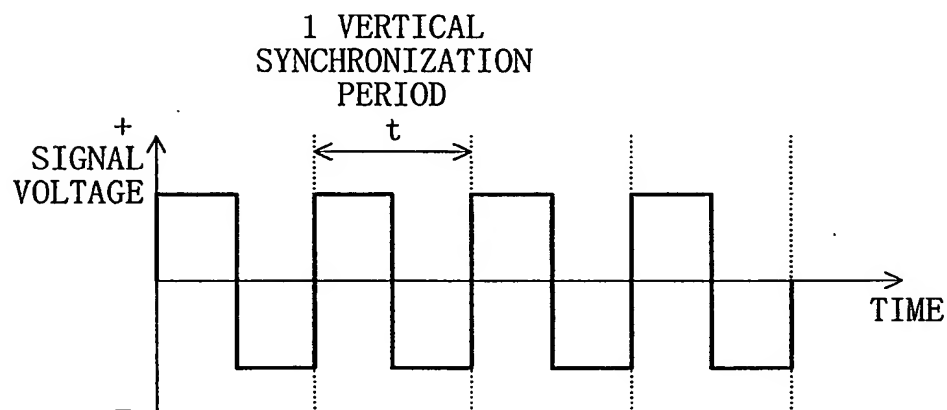 1 VERTICAL
SYNCHRONIZATION
PERIOD
t
+
SIGNAL
VOLTAGE
TIME
−